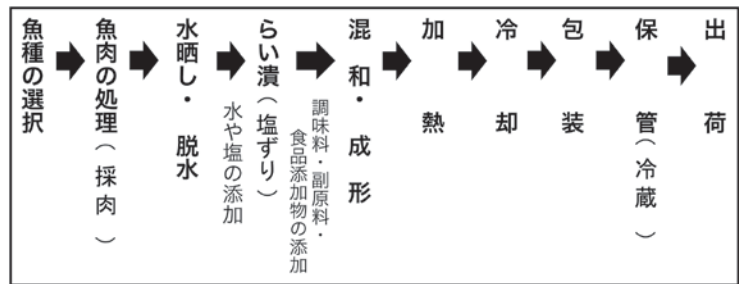 魚種の選択
魚肉の処理（採肉）
水晒し・脱水
水や塩の添加
らい潰（塩ずり）
調味料・副原料・
食品添加物の添加
混和・成形
加熱
冷却
包装
保管（冷蔵）
出荷